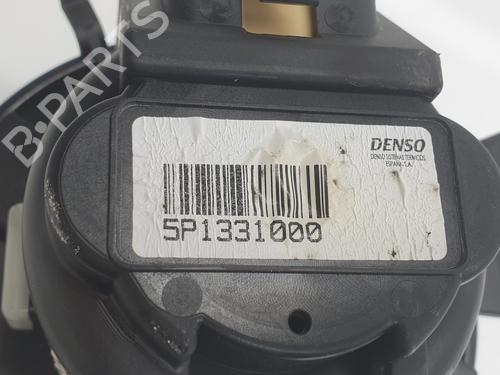 B-PARTS
DENSO
DENSO SISTEMAS TERMICOS
ESPAÑA S.A.
5P1331000